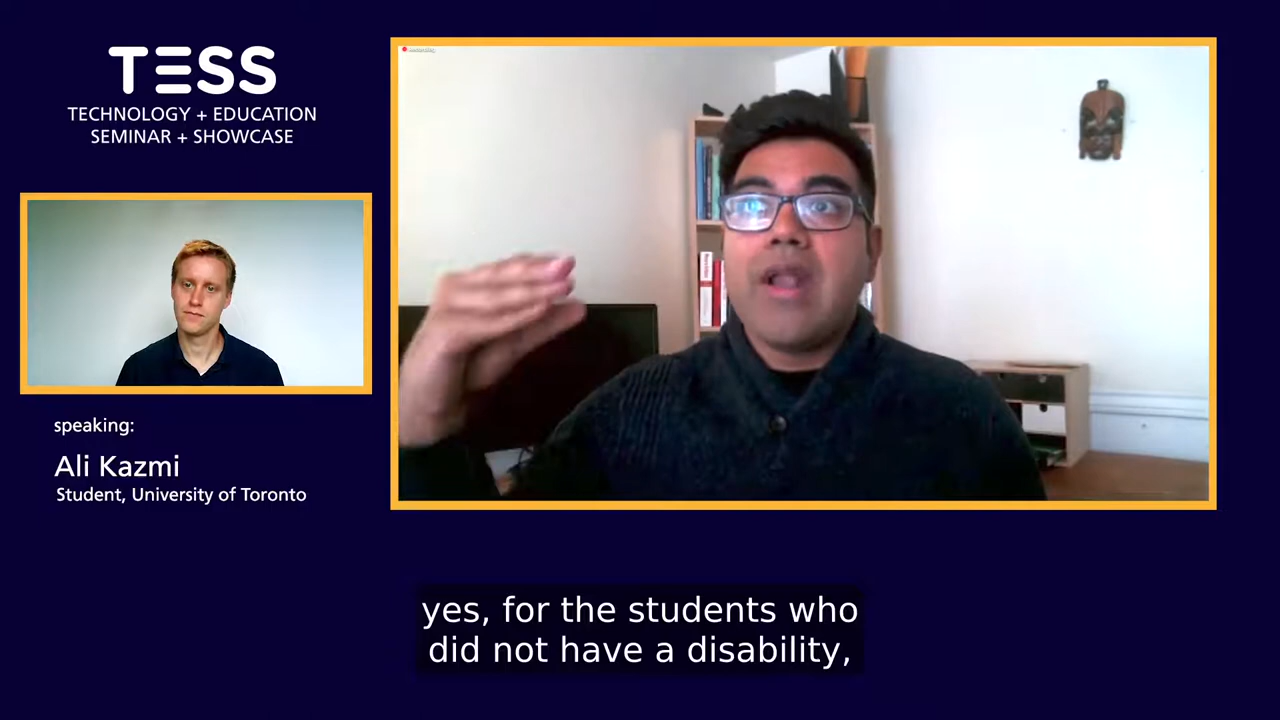 TESS
TECHNOLOGY + EDUCATION
SEMINAR + SHOWCASE
speaking:
Ali Kazmi
Student, University of Toronto
yes, for the students who
did not have a disability,